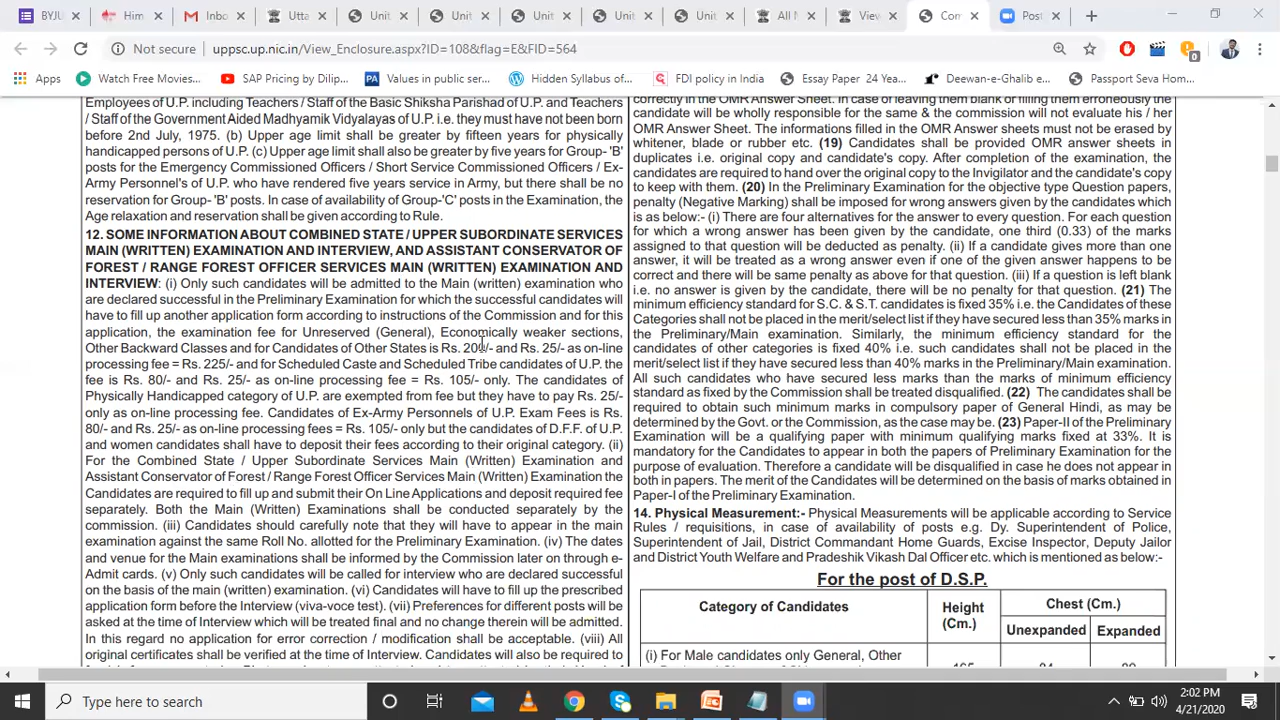 BYJU
Him
Inbo
Utta
Unit
Unit
Unit
Unit
Unit
All N
View
Com
Post
Not secure
uppsc.up.nic.in/View_Enclosure.aspx?ID=108&flag=E&FID=564
0
Apps
Watch Free Movies...
SAP Pricing by Dilip...
PA
Values in public ser...
Hidden Syllabus of...
FDI policy in India
Essay Paper 24 Yea...
Deewan-e-Ghalib e...
Passport Seva Hom...
Employees of U.P. including Teachers / Staff of the Basic Shiksha Parishad of U.P. and Teachers
/ Staff of the Government Aided Madhyamik Vidyalayas of U.P. i.e. they must have not been born
before 2nd July, 1975. (b) Upper age limit shall be greater by fifteen years for physically
handicapped persons of U.P. (c) Upper age limit shall also be greater by five years for Group- 'B'
posts for the Emergency Commissioned Officers / Short Service Commissioned Officers / Ex-
Army Personnel's of U.P. who have rendered five years service in Army, but there shall be no
reservation for Group- 'B' posts. In case of availability of Group-'C' posts in the Examination, the
Age relaxation and reservation shall be given according to Rule.
12. SOME INFORMATION ABOUT COMBINED STATE / UPPER SUBORDINATE SERVICES
MAIN (WRITTEN) EXAMINATION AND INTERVIEW, AND ASSISTANT CONSERVATOR OF
FOREST / RANGE FOREST OFFICER SERVICES MAIN (WRITTEN) EXAMINATION AND
INTERVIEW: (i) Only such candidates will be admitted to the Main (written) examination who
are declared successful in the Preliminary Examination for which the successful candidates will
have to fill up another application form according to instructions of the Commission and for this
application, the examination fee for Unreserved (General), Economically weaker sections,
Other Backward Classes and for Candidates of Other States is Rs. 200/- and Rs. 25/- as on-line
processing fee = Rs. 225/- and for Scheduled Caste and Scheduled Tribe candidates of U.P. the
fee is Rs. 80/- and Rs. 25/- as on-line processing fee = Rs. 105/- only. The candidates of
Physically Handicapped category of U.P. are exempted from fee but they have to pay Rs. 25/-
only as on-line processing fee. Candidates of Ex-Army Personnels of U.P. Exam Fees is Rs.
80/- and Rs. 25/- as on-line processing fees = Rs. 105/- only but the candidates of D.F.F. of U.P.
and women candidates shall have to deposit their fees according to their original category. (ii)
For the Combined State / Upper Subordinate Services Main (Written) Examination and
Assistant Conservator of Forest / Range Forest Officer Services Main (Written) Examination the
Candidates are required to fill up and submit their On Line Applications and deposit required fee
separately. Both the Main (Written) Examinations shall be conducted separately by the
commission. (iii) Candidates should carefully note that they will have to appear in the main
examination against the same Roll No. allotted for the Preliminary Examination. (iv) The dates
and venue for the Main examinations shall be informed by the Commission later on through e-
Admit cards. (v) Only such candidates will be called for interview who are declared successful
on the basis of the main (written) examination. (vi) Candidates will have to fill up the prescribed
application form before the Interview (viva-voce test). (vii) Preferences for different posts will be
asked at the time of Interview which will be treated final and no change therein will be admitted.
In this regard no application for error correction / modification shall be acceptable. (viii) All
original certificates shall be verified at the time of Interview. Candidates will also be required to
correctly in the OMR Answer Sheet. In case of leaving them blank or filling them erroneously the
candidate will be wholly responsible for the same & the commission will not evaluate his / her
OMR Answer Sheet. The informations filled in the OMR Answer sheets must not be erased by
whitener, blade or rubber etc. (19) Candidates shall be provided OMR answer sheets in
duplicates i.e. original copy and candidate's copy. After completion of the examination, the
candidates are required to hand over the original copy to the Invigilator and the candidate's copy
to keep with them. (20) In the Preliminary Examination for the objective type Question papers,
penalty (Negative Marking) shall be imposed for wrong answers given by the candidates which
is as below:- (i) There are four alternatives for the answer to every question. For each question
for which a wrong answer has been given by the candidate, one third (0.33) of the marks
assigned to that question will be deducted as penalty. (ii) If a candidate gives more than one
answer, it will be treated as a wrong answer even if one of the given answer happens to be
correct and there will be same penalty as above for that question. (iii) If a question is left blank
i.e. no answer is given by the candidate, there will be no penalty for that question. (21) The
minimum efficiency standard for S.C. & S.T. candidates is fixed 35% i.e. the Candidates of these
Categories shall not be placed in the merit/select list if they have secured less than 35% marks in
the Preliminary/Main examination. Similarly, the minimum efficiency standard for the
candidates of other categories is fixed 40% i.e. such candidates shall not be placed in the
merit/select list if they have secured less than 40% marks in the Preliminary/Main examination.
All such candidates who have secured less marks than the marks of minimum efficiency
standard as fixed by the Commission shall be treated disqualified. (22) The candidates shall be
required to obtain such minimum marks in compulsory paper of General Hindi, as may be
determined by the Govt. or the Commission, as the case may be. (23) Paper-II of the Preliminary
Examination will be a qualifying paper with minimum qualifying marks fixed at 33%. It is
mandatory for the Candidates to appear in both the papers of Preliminary Examination for the
purpose of evaluation. Therefore a candidate will be disqualified in case he does not appear in
both in papers. The merit of the Candidates will be determined on the basis of marks obtained in
Paper-I of the Preliminary Examination.
14. Physical Measurement:- Physical Measurements will be applicable according to Service
Rules / requisitions, in case of availability of posts e.g. Dy. Superintendent of Police,
Superintendent of Jail, District Commandant Home Guards, Excise Inspector, Deputy Jailor
and District Youth Welfare and Pradeshik Vikash Dal Officer etc. which is mentioned as below:-
For the post of D.S.P.
Category of Candidates
Height
(Cm.)
Chest (Cm.)
Unexpanded
Expanded
(i) For Male candidates only General, Other
Type here to search
2:02 PM
4/21/2020